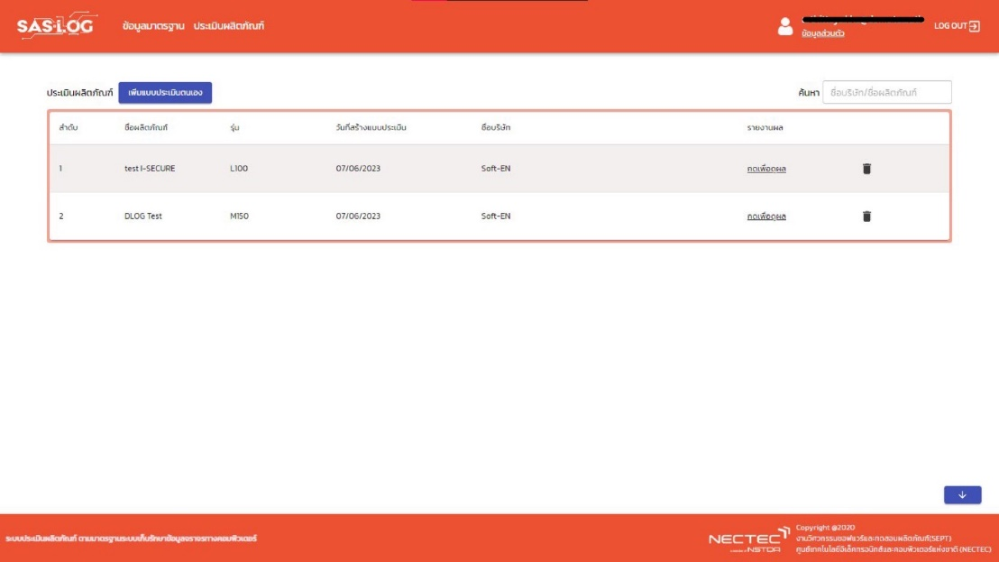 SAS:LOG ข้อมูลมาตรฐาน ประเมินผลิตภัณฑ์ LOG OUT
ข้อมูลส่วนตัว
ประเมินผลิตภัณฑ์ เพิ่มแบบประเมินตนเอง ค้นหา ชื่อบริษัท/ชื่อผลิตภัณฑ์
ลำดับ ชื่อผลิตภัณฑ์ รุ่น วันที่สร้างแบบประเมิน ชื่อบริษัท รายงานผล
1 test I-SECURE L100 07/06/2023 Soft-EN กดเพื่อดูผล
2 DLOG Test M150 07/06/2023 Soft-EN กดเพื่อดูผล
ระบบประเมินผลิตภัณฑ์ ตามมาตรฐานระบบเก็บรักษาข้อมูลจราจรทางคอมพิวเตอร์
NECTEC
NSTDA
Copyright @2020
งานวิศวกรรมซอฟแวร์และทดสอบผลิตภัณฑ์(SEPT)
ศูนย์เทคโนโลยีอิเล็กทรอนิกส์และคอมพิวเตอร์แห่งชาติ (NECTEC)